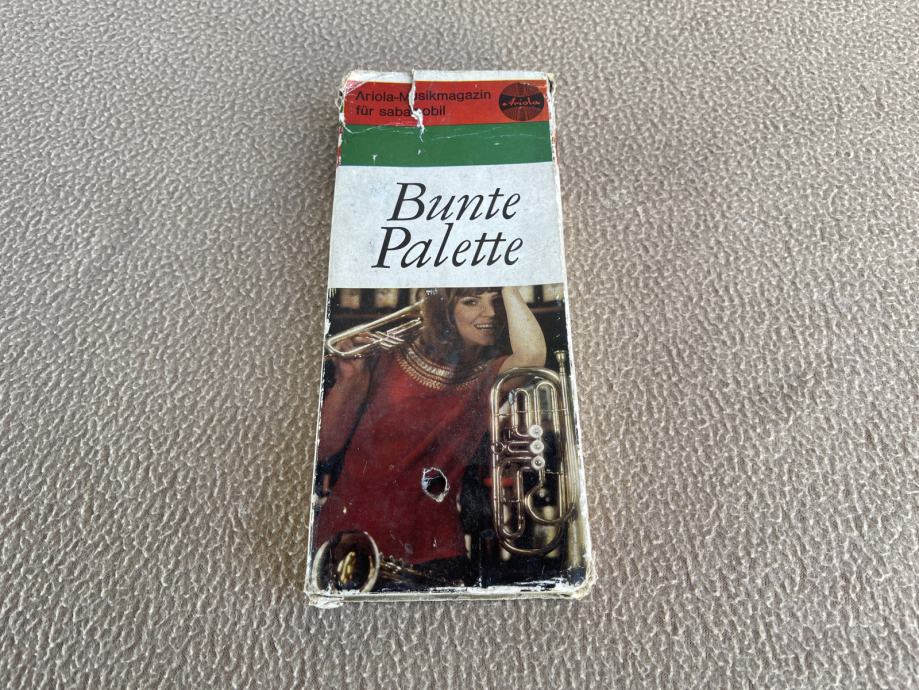 Ariola-Musikmagazin
für sabamobil
Ariola
Bunte
Palette